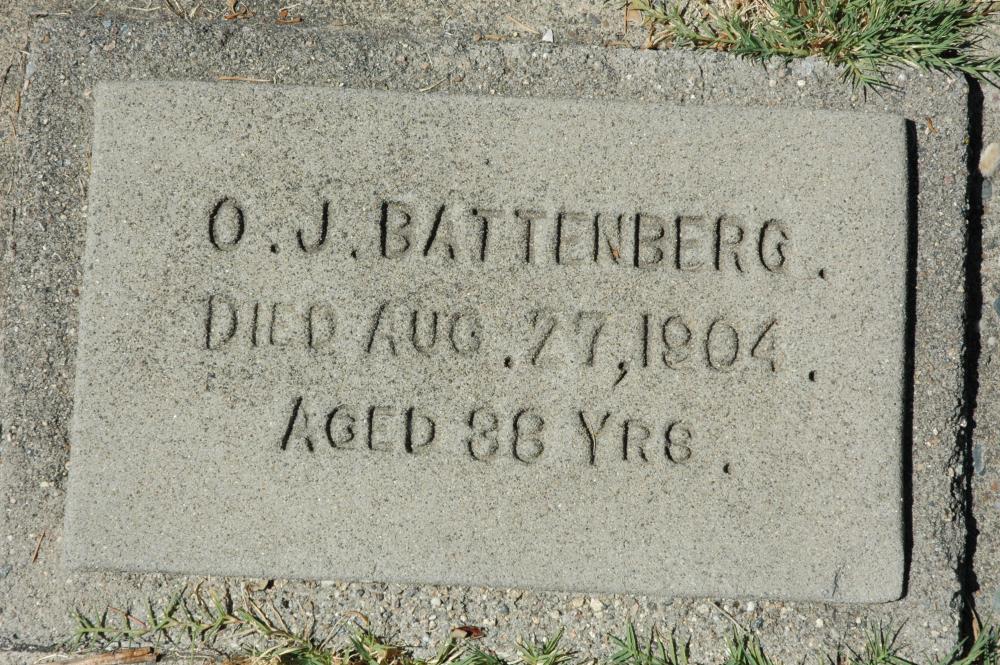 O.J. BATTENBERG.
DIED AUG. 27, 1904.
AGED 38 YRS.